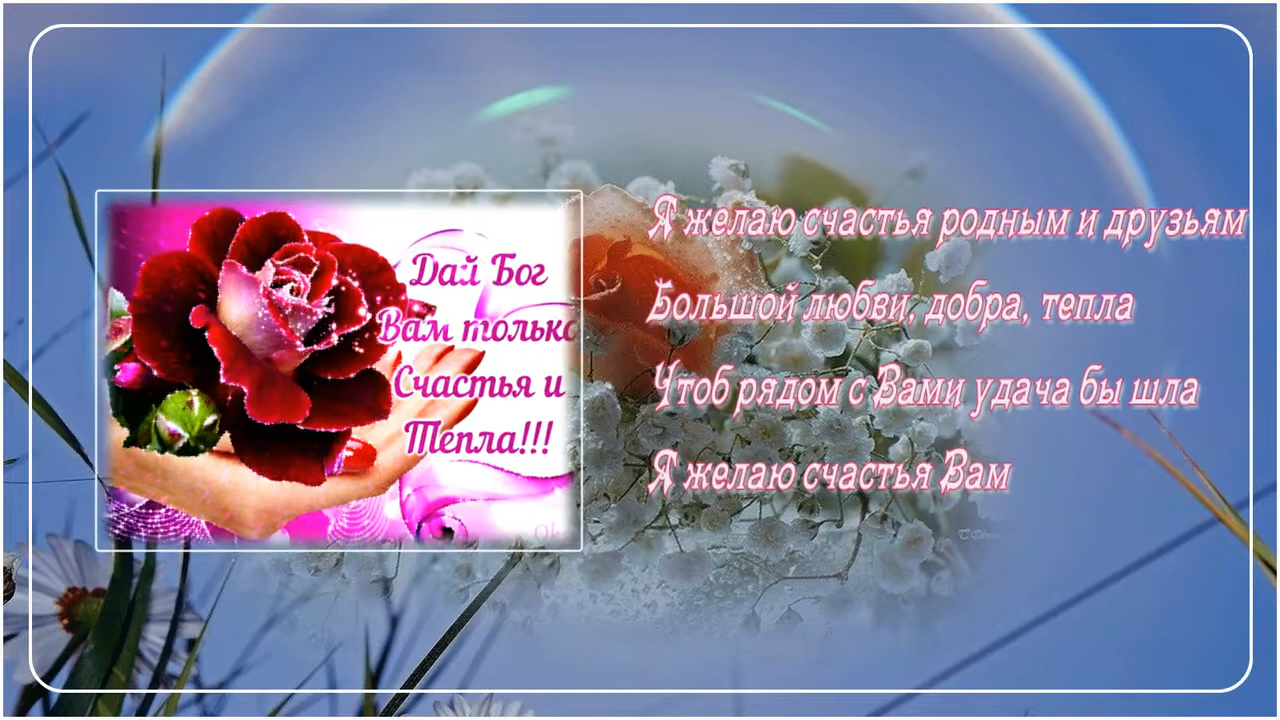 Дай Бог
Вам только
Счастья и
Тепла!!!
Я желаю счастья родным и друзьям
Большой любви, добра, тепла
Чтоб рядом с Вами удача бы шла
Я желаю счастья Вам